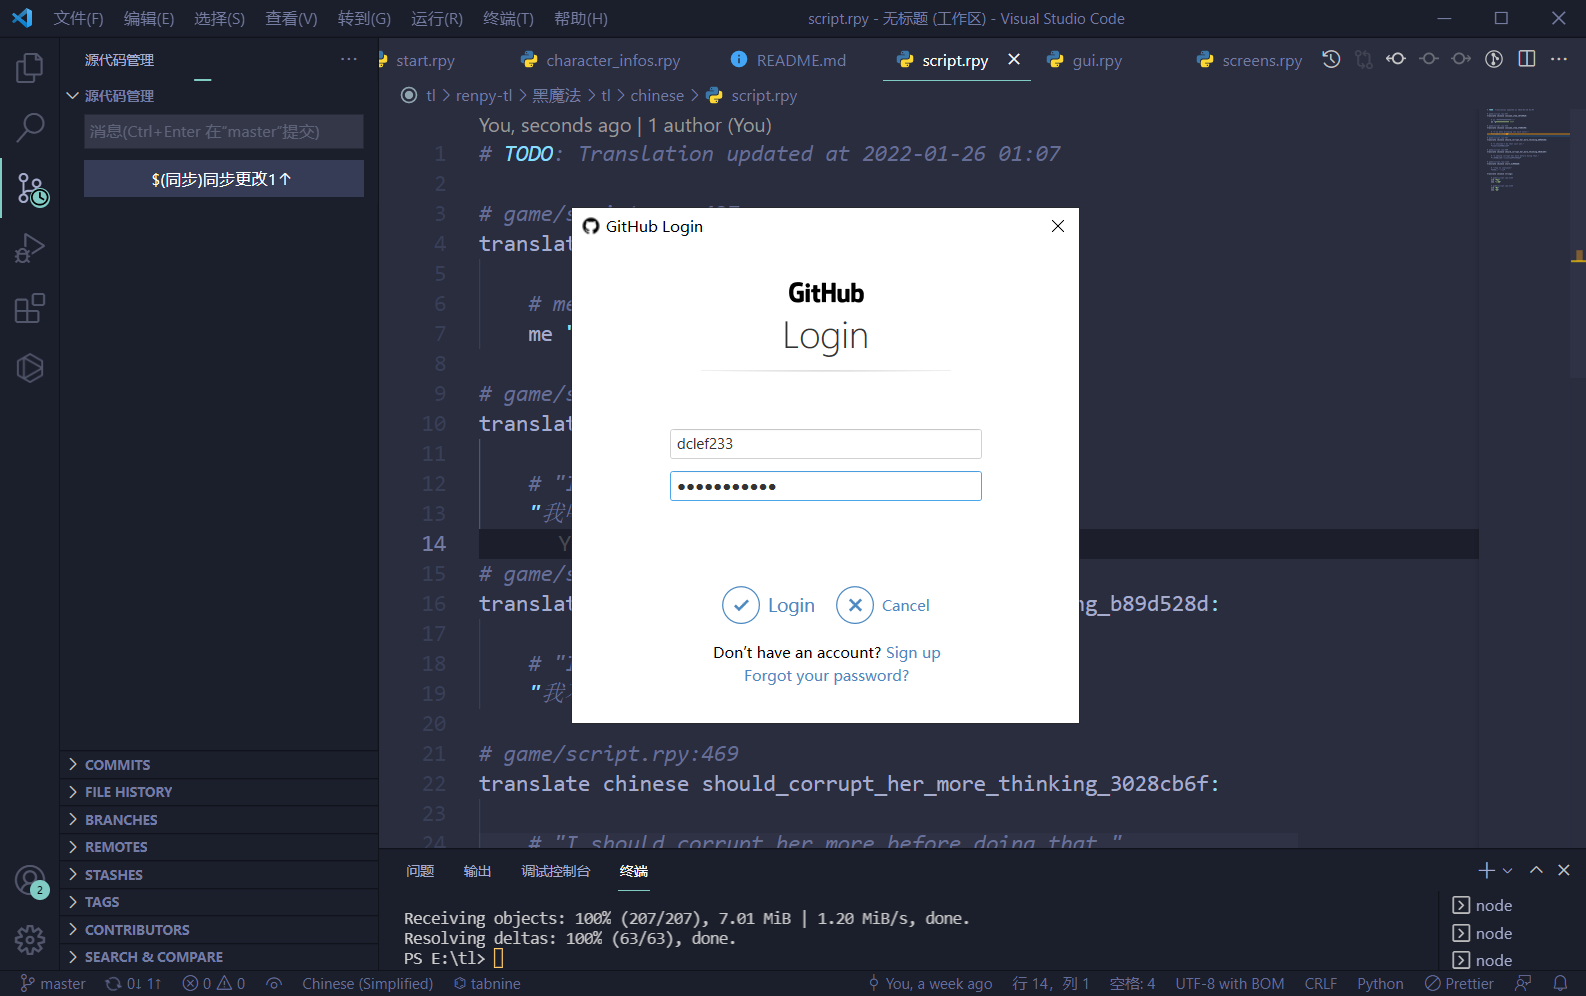 文件(F) 编辑(E) 选择(S) 查看(V) 转到(G) 运行(R) 终端(T) 帮助(H) script.rpy - 无标题 (工作区) - Visual Studio Code
源代码管理
start.rpy character_infos.rpy README.md script.rpy gui.rpy screens.rpy
源代码管理
消息(Ctrl+Enter 在"master"提交)
$(同步)同步更改1↑
tl > renpy-tl > 黑魔法 > tl > chinese > script.rpy
You, seconds ago | 1 author (You)
1 # TODO: Translation updated at 2022-01-26 01:07
2
3 # game/s
4 translat
5
6 # me
7 me "
8
9 # game/s
10 translat
11
12 # "I
13 "我
14 Y
15 # game/s
16 translat ng_b89d528d:
17
18 # "I
19 "我
20
21 # game/script.rpy:469
22 translate chinese should_corrupt_her_more_thinking_3028cb6f:
23
24 # "I should corrupt her more before doing that."
GitHub Login
GitHub
Login
dclef233
●●●●●●●●●●●
Login Cancel
Don't have an account? Sign up
Forgot your password?
COMMITS
FILE HISTORY
BRANCHES
REMOTES
STASHES
TAGS
CONTRIBUTORS
SEARCH & COMPARE
2
问题 输出 调试控制台 终端
Receiving objects: 100% (207/207), 7.01 MiB | 1.20 MiB/s, done.
Resolving deltas: 100% (63/63), done.
PS E:\tl>
node
node
node
master 0↓ 1↑ 0 0 Chinese (Simplified) tabnine You, a week ago 行 14，列 1 空格: 4 UTF-8 with BOM CRLF Python Prettier